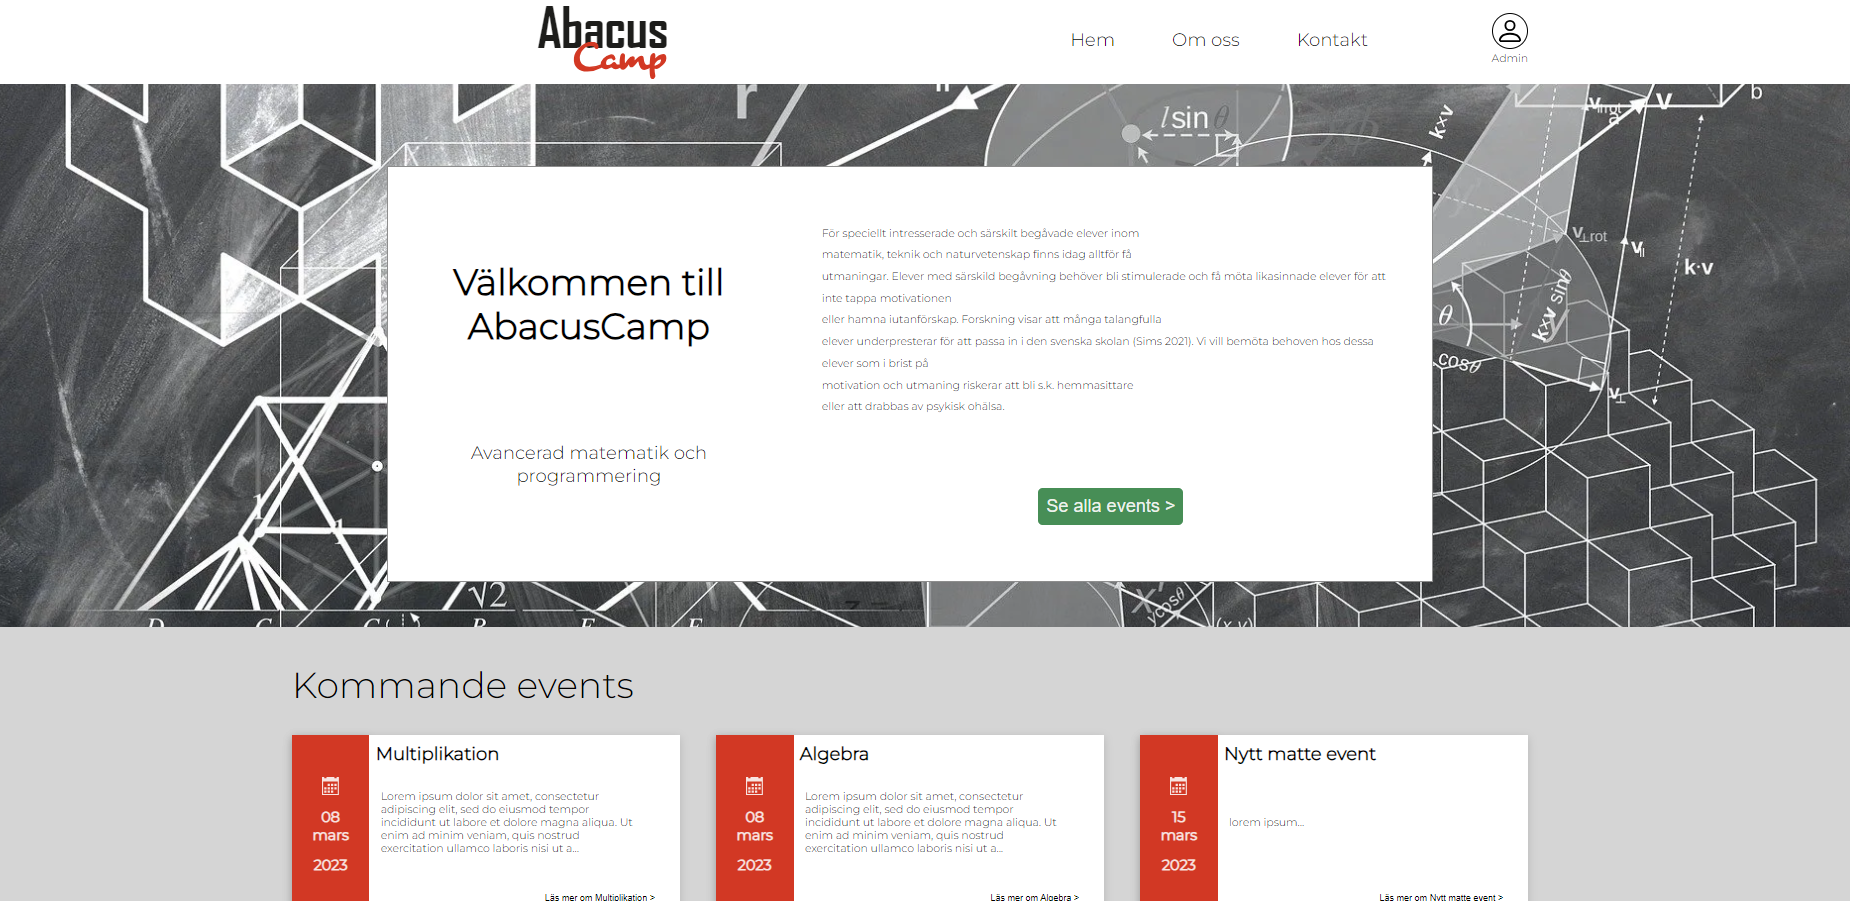 Abacus
Camp
Hem
Om oss
Kontakt
Admin
r
lsin θ
k×v
v
b
v⊥rot
v||
k·v
θ
k×v sinθ
cosθ
v⊥
Välkommen till
AbacusCamp
Avancerad matematik och
programmering
För speciellt intresserade och särskilt begåvade elever inom
matematik, teknik och naturvetenskap finns idag alltför få
utmaningar. Elever med särskild begåvning behöver bli stimulerade och få möta likasinnade elever för att
inte tappa motivationen
eller hamna iutanförskap. Forskning visar att många talangfulla
elever underpresterar för att passa in i den svenska skolan (Sims 2021). Vi vill bemöta behoven hos dessa
elever som i brist på
motivation och utmaning riskerar att bli s.k. hemmasittare
eller att drabbas av psykisk ohälsa.
Se alla events >
1
1
√2
ycosθ
(x,y)
Kommande events
Multiplikation
08
mars
2023
Lorem ipsum dolor sit amet, consectetur
adipiscing elit, sed do eiusmod tempor
incididunt ut labore et dolore magna aliqua. Ut
enim ad minim veniam, quis nostrud
exercitation ullamco laboris nisi ut a...
Läs mer om Multiplikation >
Algebra
08
mars
2023
Lorem ipsum dolor sit amet, consectetur
adipiscing elit, sed do eiusmod tempor
incididunt ut labore et dolore magna aliqua. Ut
enim ad minim veniam, quis nostrud
exercitation ullamco laboris nisi ut a...
Läs mer om Algebra >
Nytt matte event
15
mars
2023
lorem ipsum...
Läs mer om Nytt matte event >